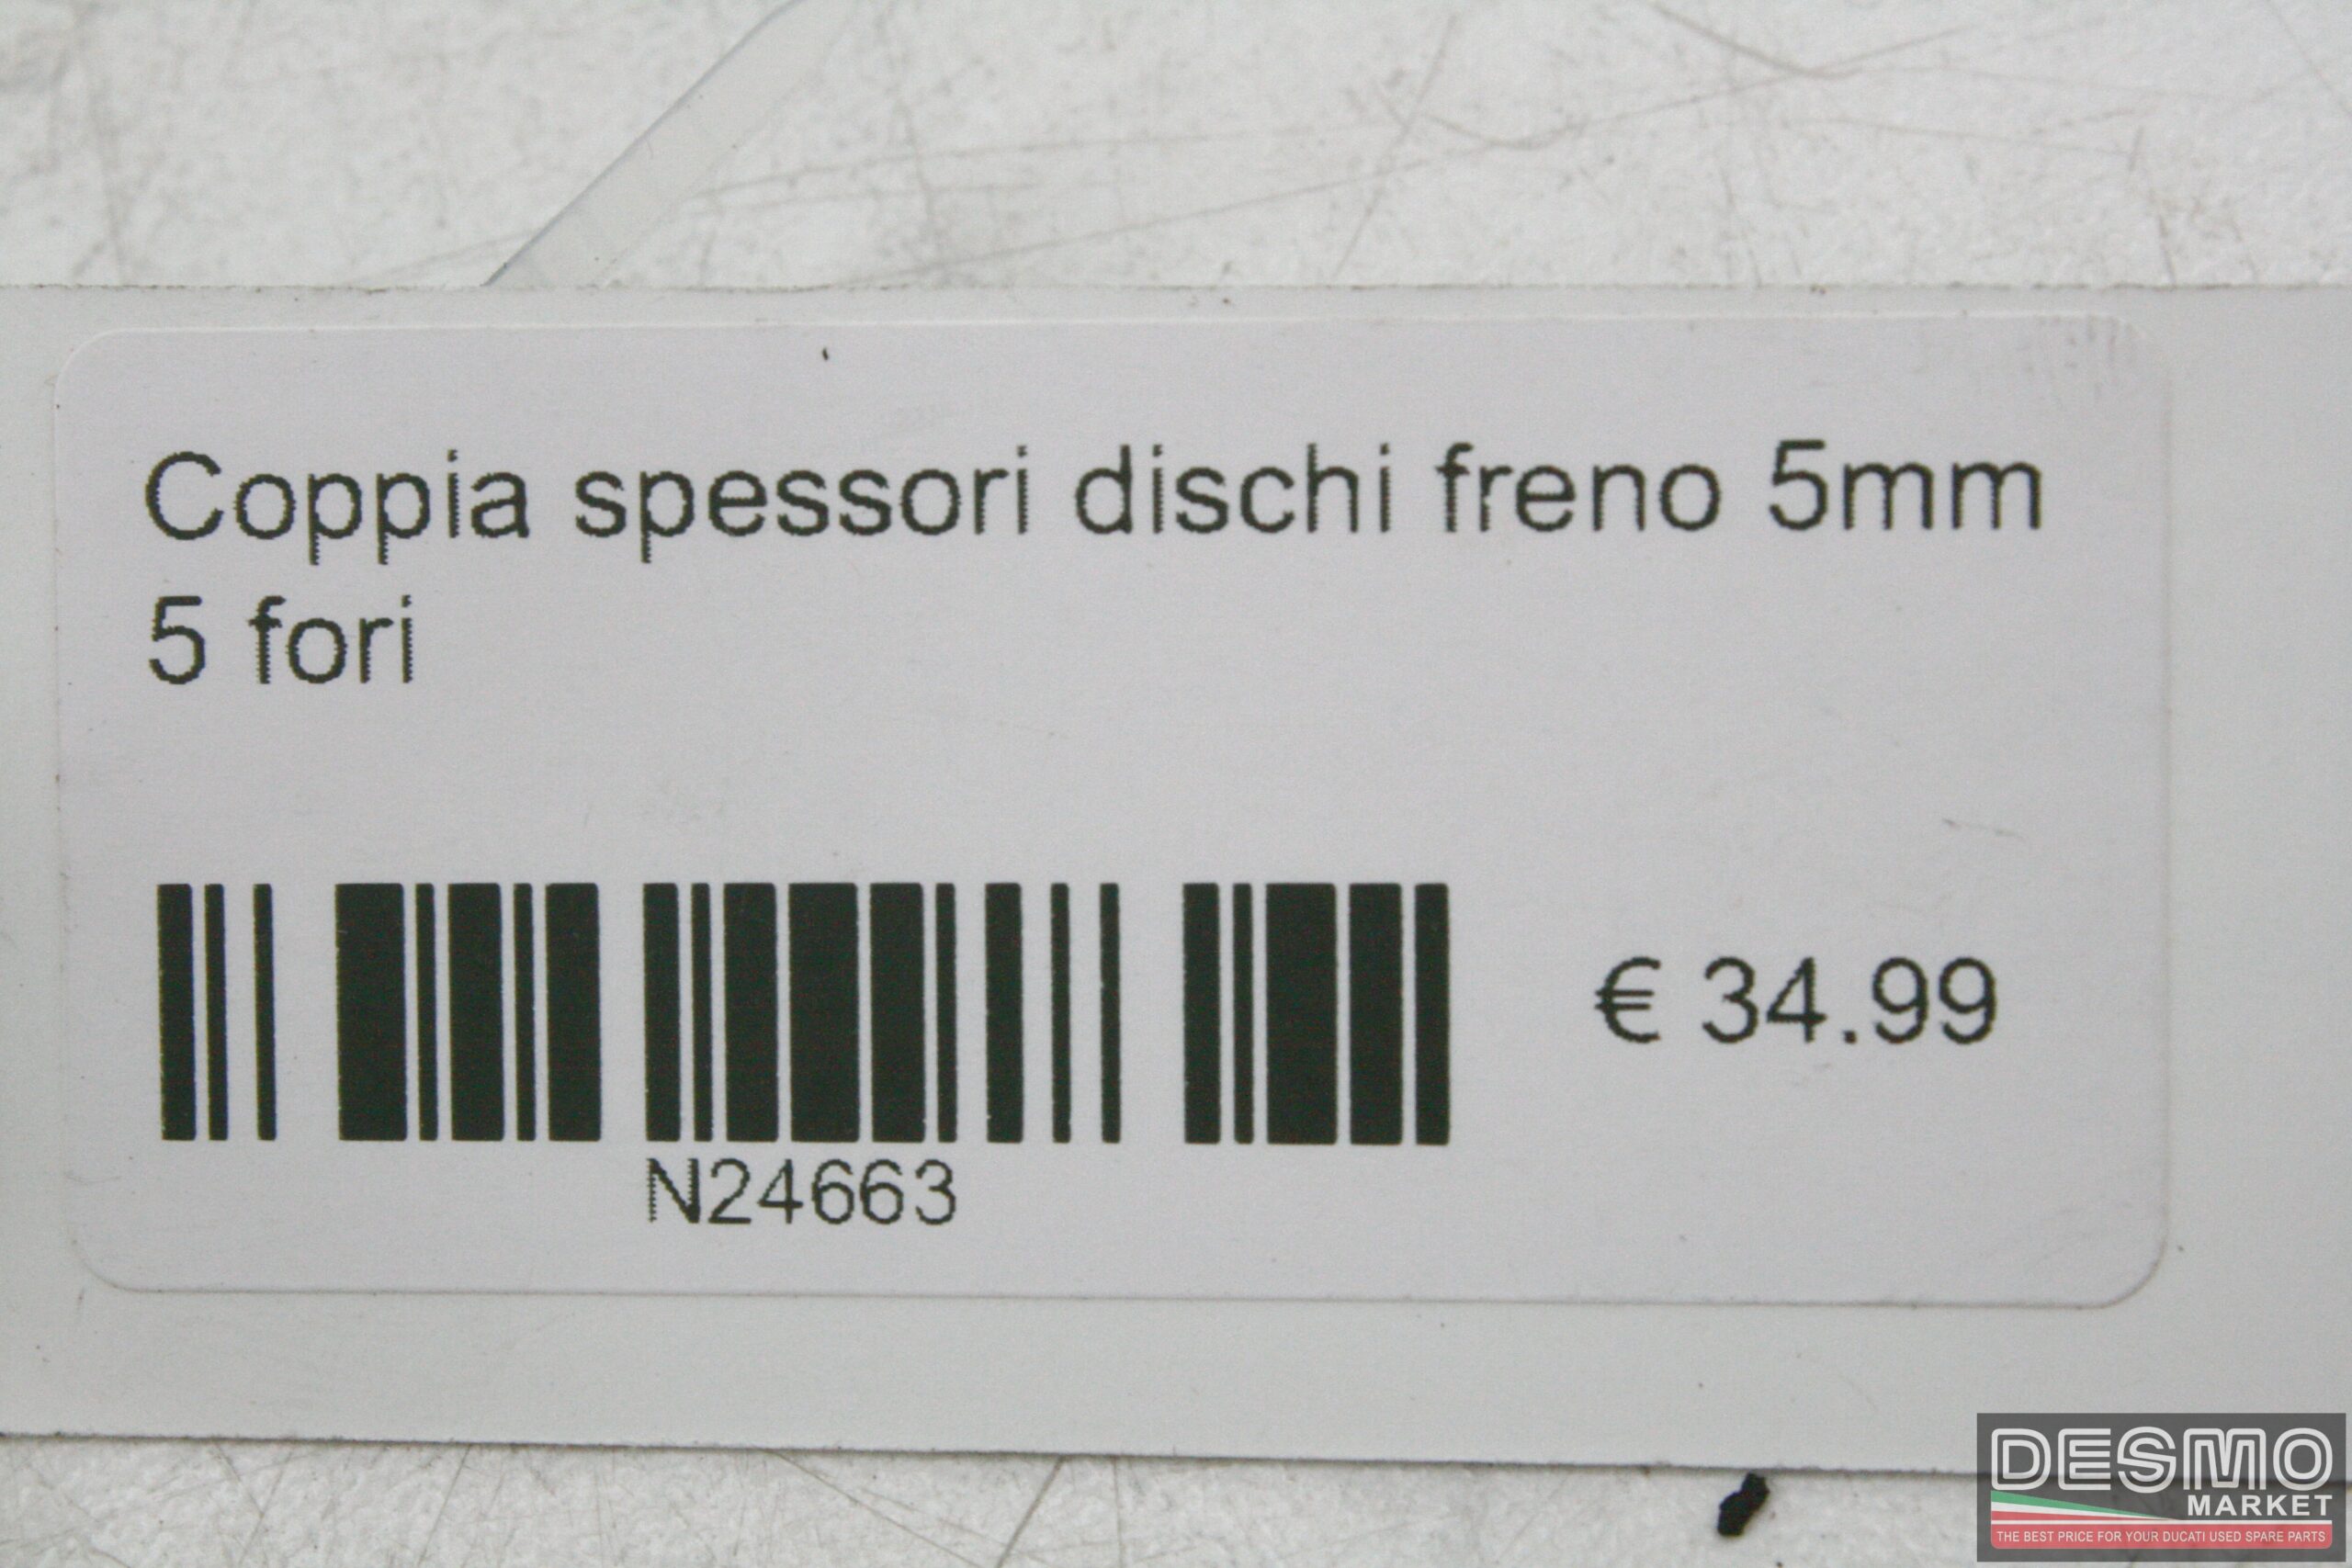 Coppia spessori dischi freno 5mm
5 fori
€ 34.99
N24663
DESMO
MARKET
THE BEST PRICE FOR YOUR DUCATI USED SPARE PARTS